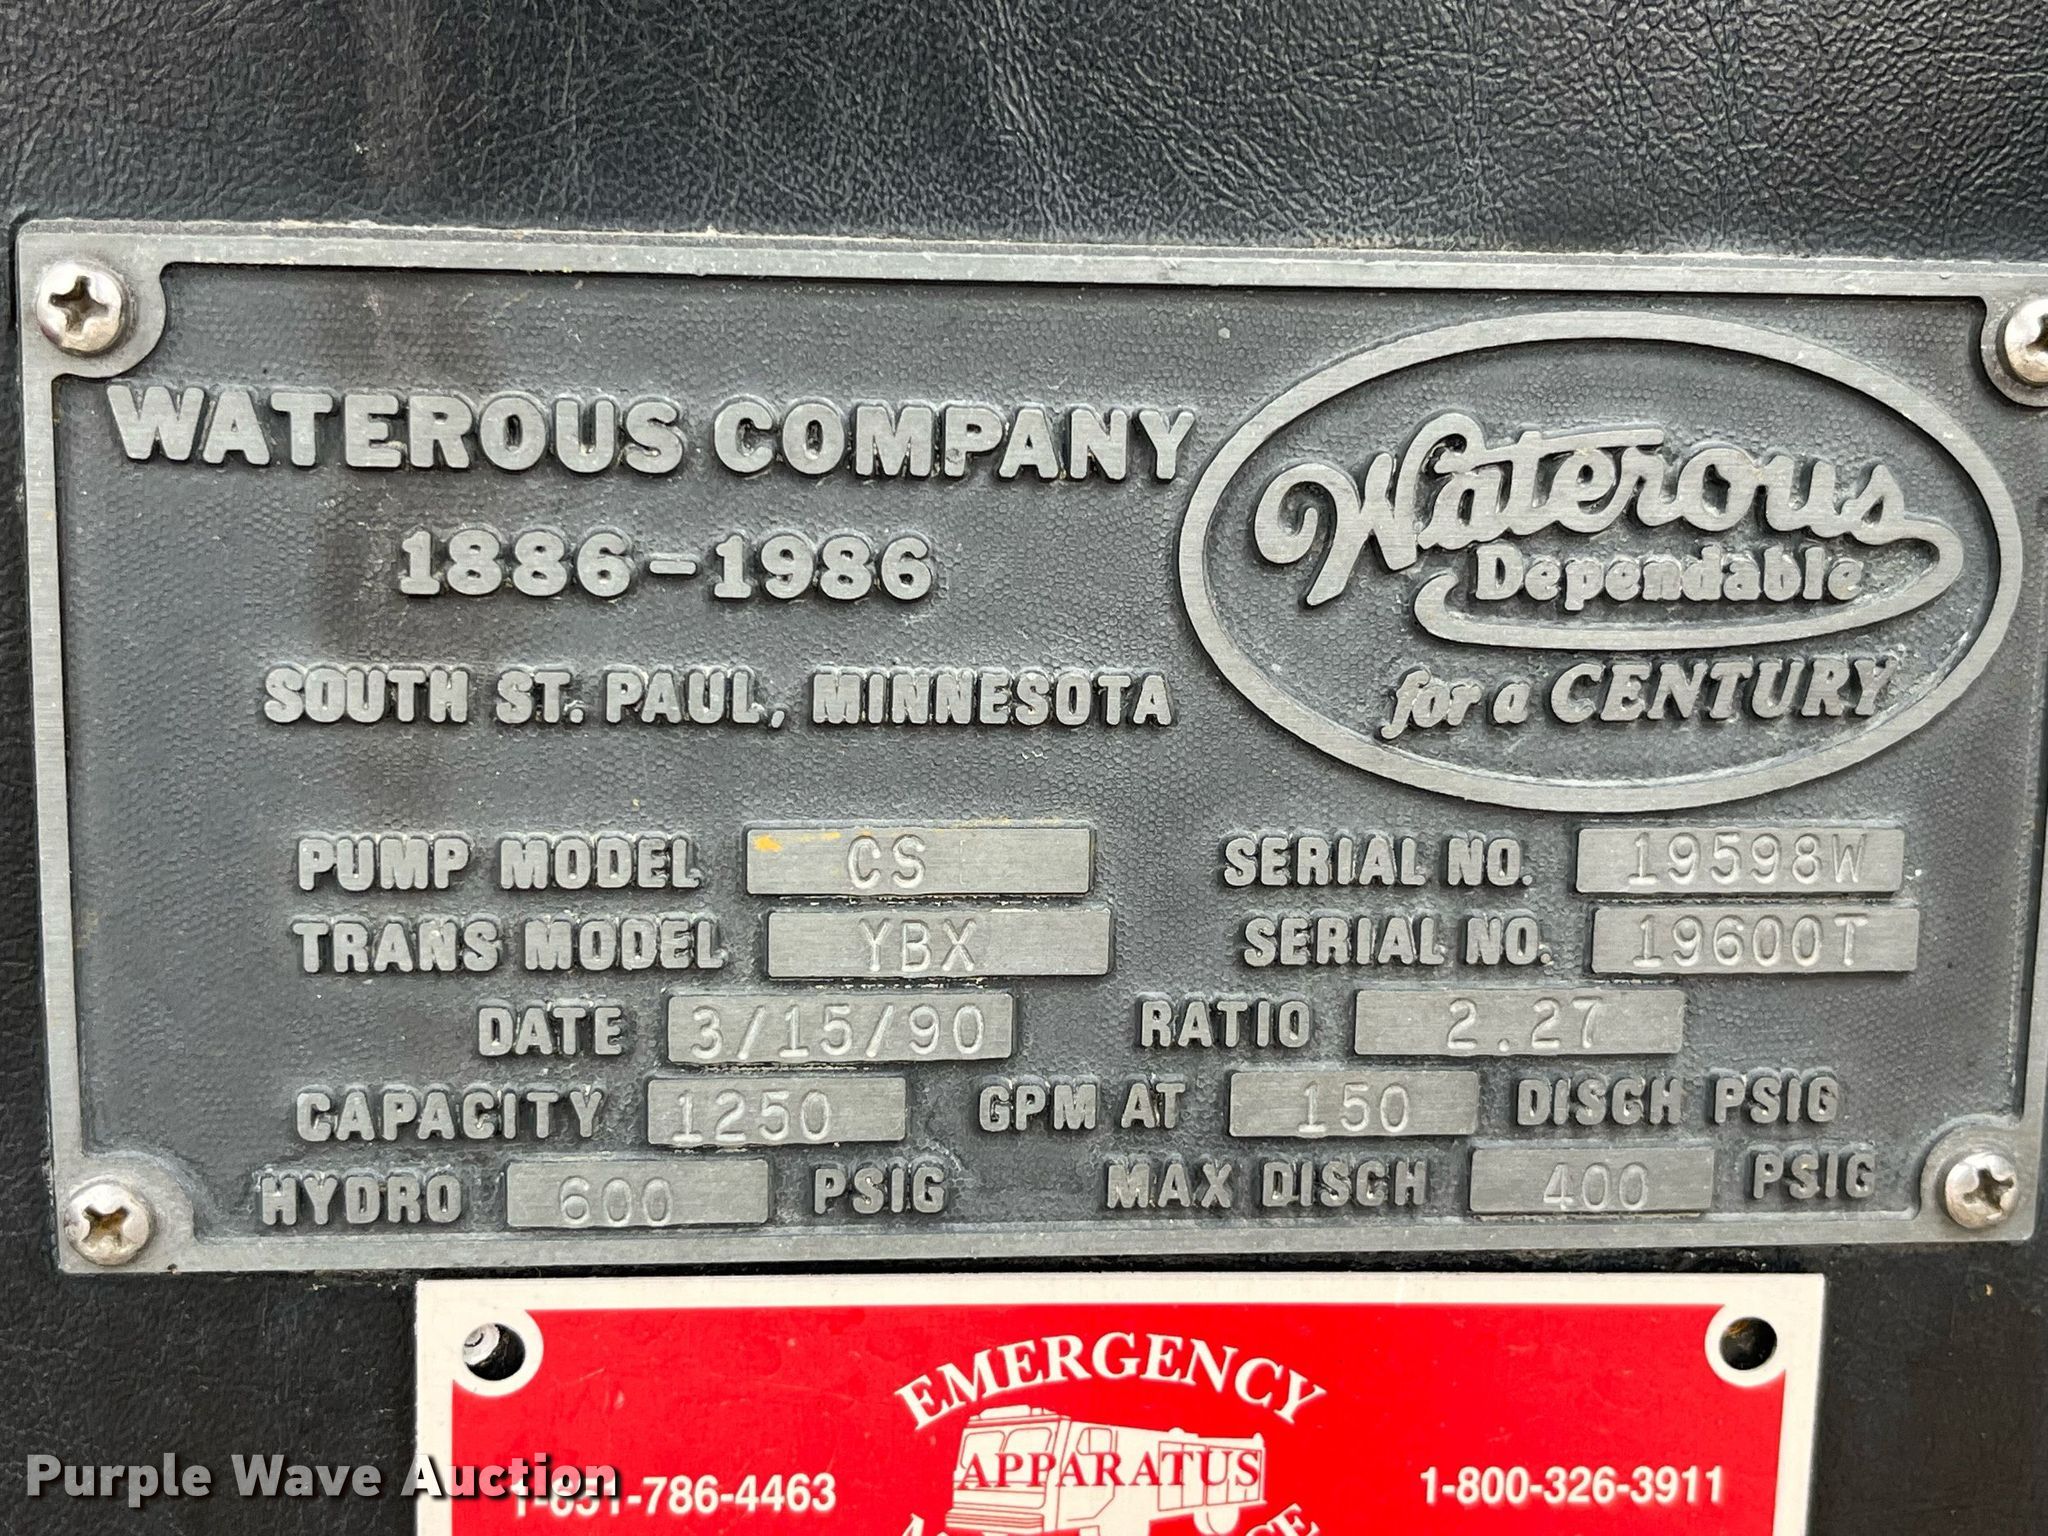 WATEROUS COMPANY
1886-1986
SOUTH ST. PAUL, MINNESOTA
Waterous
Dependable
for a CENTURY
PUMP MODEL CS SERIAL NO. 19598W
TRANS MODEL YBX SERIAL NO. 19600T
DATE 3/15/90 RATIO 2.27
CAPACITY 1250 GPM AT 150 DISCH PSIG
HYDRO 600 PSIG MAX DISCH 400 PSIG
EMERGENCY
APPARATUS
1-651-786-4463
1-800-326-3911
Purple Wave Auction